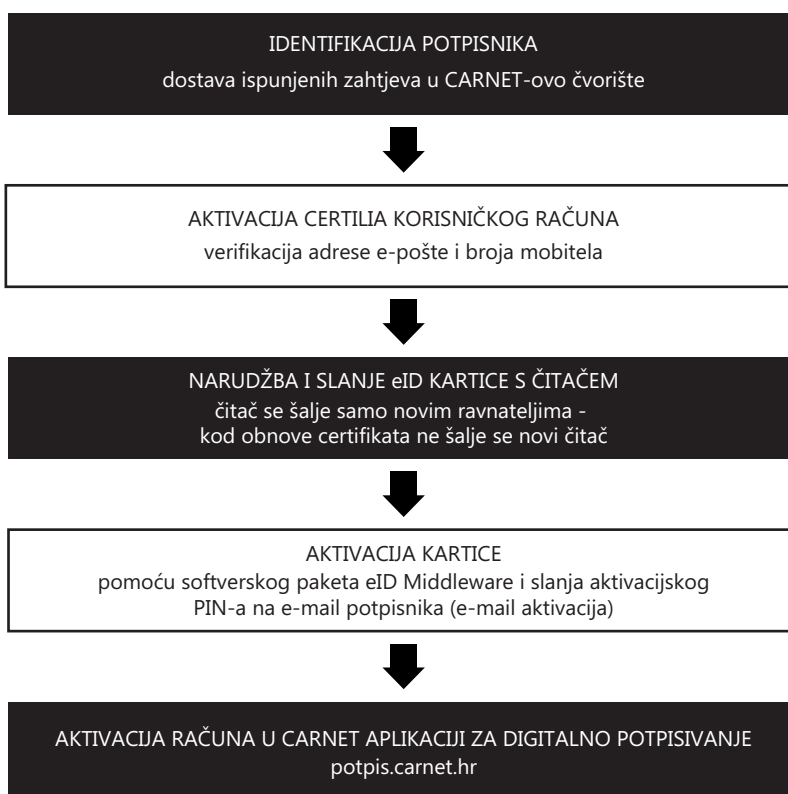 IDENTIFIKACIJA POTPISNIKA
dostava ispunjenih zahtjeva u CARNET-ovo čvorište
AKTIVACIJA CERTILIA KORISNIČKOG RAČUNA
verifikacija adrese e-pošte i broja mobitela
NARUDŽBA I SLANJE eID KARTICE S ČITAČEM
čitač se šalje samo novim ravnateljima -
kod obnove certifikata ne šalje se novi čitač
AKTIVACIJA KARTICE
pomoću softverskog paketa eID Middleware i slanja aktivacijskog
PIN-a na e-mail potpisnika (e-mail aktivacija)
AKTIVACIJA RAČUNA U CARNET APLIKACIJI ZA DIGITALNO POTPISIVANJE
potpis.carnet.hr